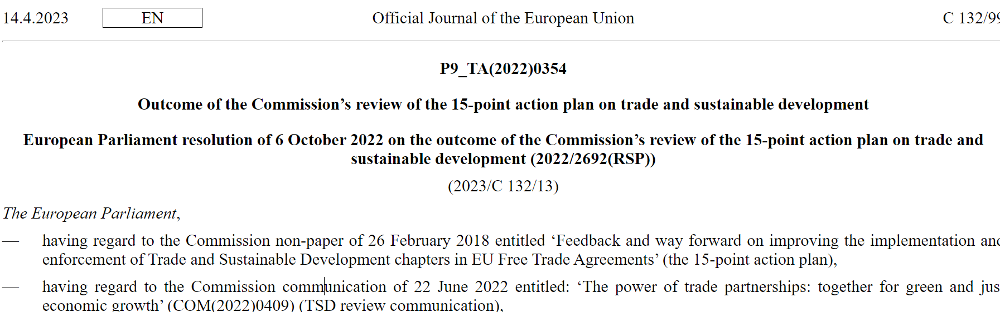 14.4.2023 EN Official Journal of the European Union C 132/99
P9_TA(2022)0354
Outcome of the Commission’s review of the 15-point action plan on trade and sustainable development
European Parliament resolution of 6 October 2022 on the outcome of the Commission’s review of the 15-point action plan on trade and
sustainable development (2022/2692(RSP))
(2023/C 132/13)
The European Parliament,
— having regard to the Commission non-paper of 26 February 2018 entitled ‘Feedback and way forward on improving the implementation and
enforcement of Trade and Sustainable Development chapters in EU Free Trade Agreements’ (the 15-point action plan),
— having regard to the Commission communication of 22 June 2022 entitled: ‘The power of trade partnerships: together for green and jus
economic growth’ (COM(2022)0409) (TSD review communication),